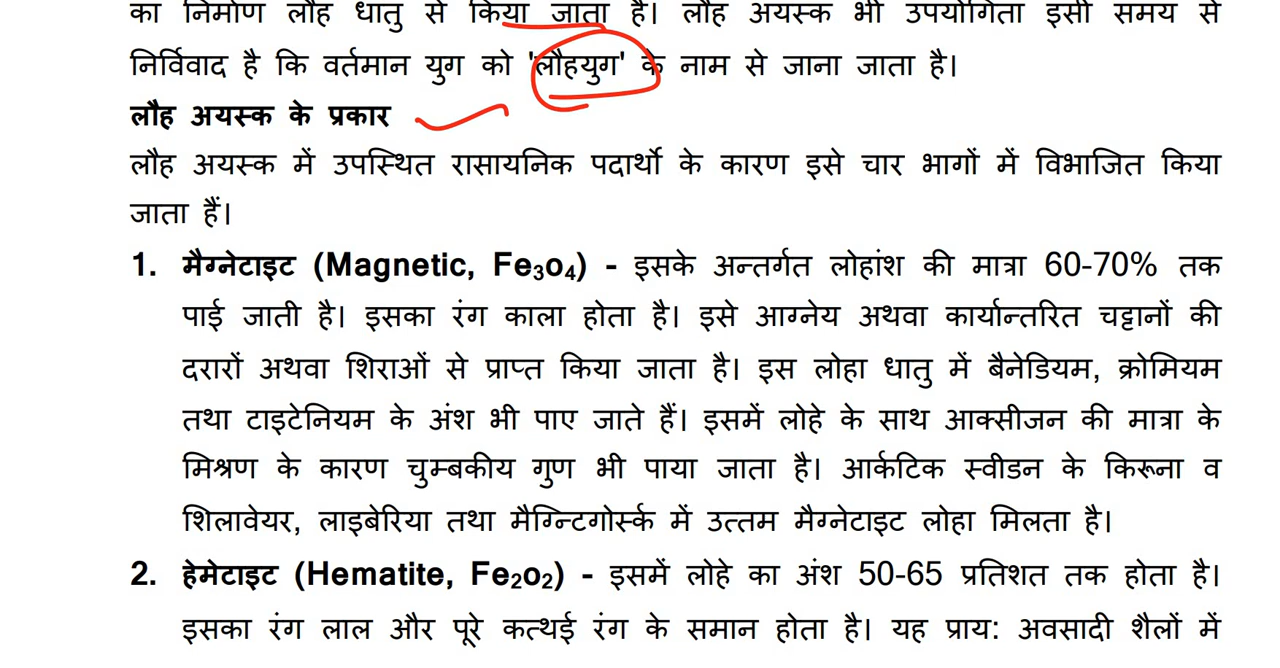 का निर्माण लौह धातु से किया जाता है। लौह अयस्क भी उपयोगिता इसी समय से
निर्विवाद है कि वर्तमान युग को 'लौहयुग' के नाम से जाना जाता है।
लौह अयस्क के प्रकार
लौह अयस्क में उपस्थित रासायनिक पदार्थो के कारण इसे चार भागों में विभाजित किया
जाता हैं।
1. मैग्नेटाइट (Magnetic, Fe₃o₄) - इसके अन्तर्गत लोहांश की मात्रा 60-70% तक
पाई जाती है। इसका रंग काला होता है। इसे आग्नेय अथवा कार्यान्तरित चट्टानों की
दरारों अथवा शिराओं से प्राप्त किया जाता है। इस लोहा धातु में बैनेडियम, क्रोमियम
तथा टाइटेनियम के अंश भी पाए जाते हैं। इसमें लोहे के साथ आक्सीजन की मात्रा के
मिश्रण के कारण चुम्बकीय गुण भी पाया जाता है। आर्कटिक स्वीडन के किरूना व
शिलावेयर, लाइबेरिया तथा मैग्न्टिगोर्स्क में उत्तम मैग्नेटाइट लोहा मिलता है।
2. हेमेटाइट (Hematite, Fe₂o₂) - इसमें लोहे का अंश 50-65 प्रतिशत तक होता है।
इसका रंग लाल और पूरे कत्थई रंग के समान होता है। यह प्राय: अवसादी शैलों में